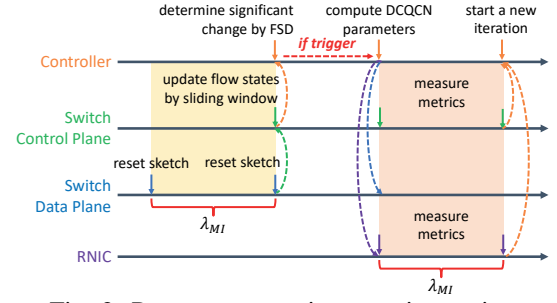 determine significant
change by FSD
compute DCQCN
parameters
start a new
iteration
if trigger
Controller
update flow states
by sliding window
measure
metrics
Switch
Control Plane
reset sketch
reset sketch
Switch
Data Plane
λMI
measure
metrics
RNIC
λMI